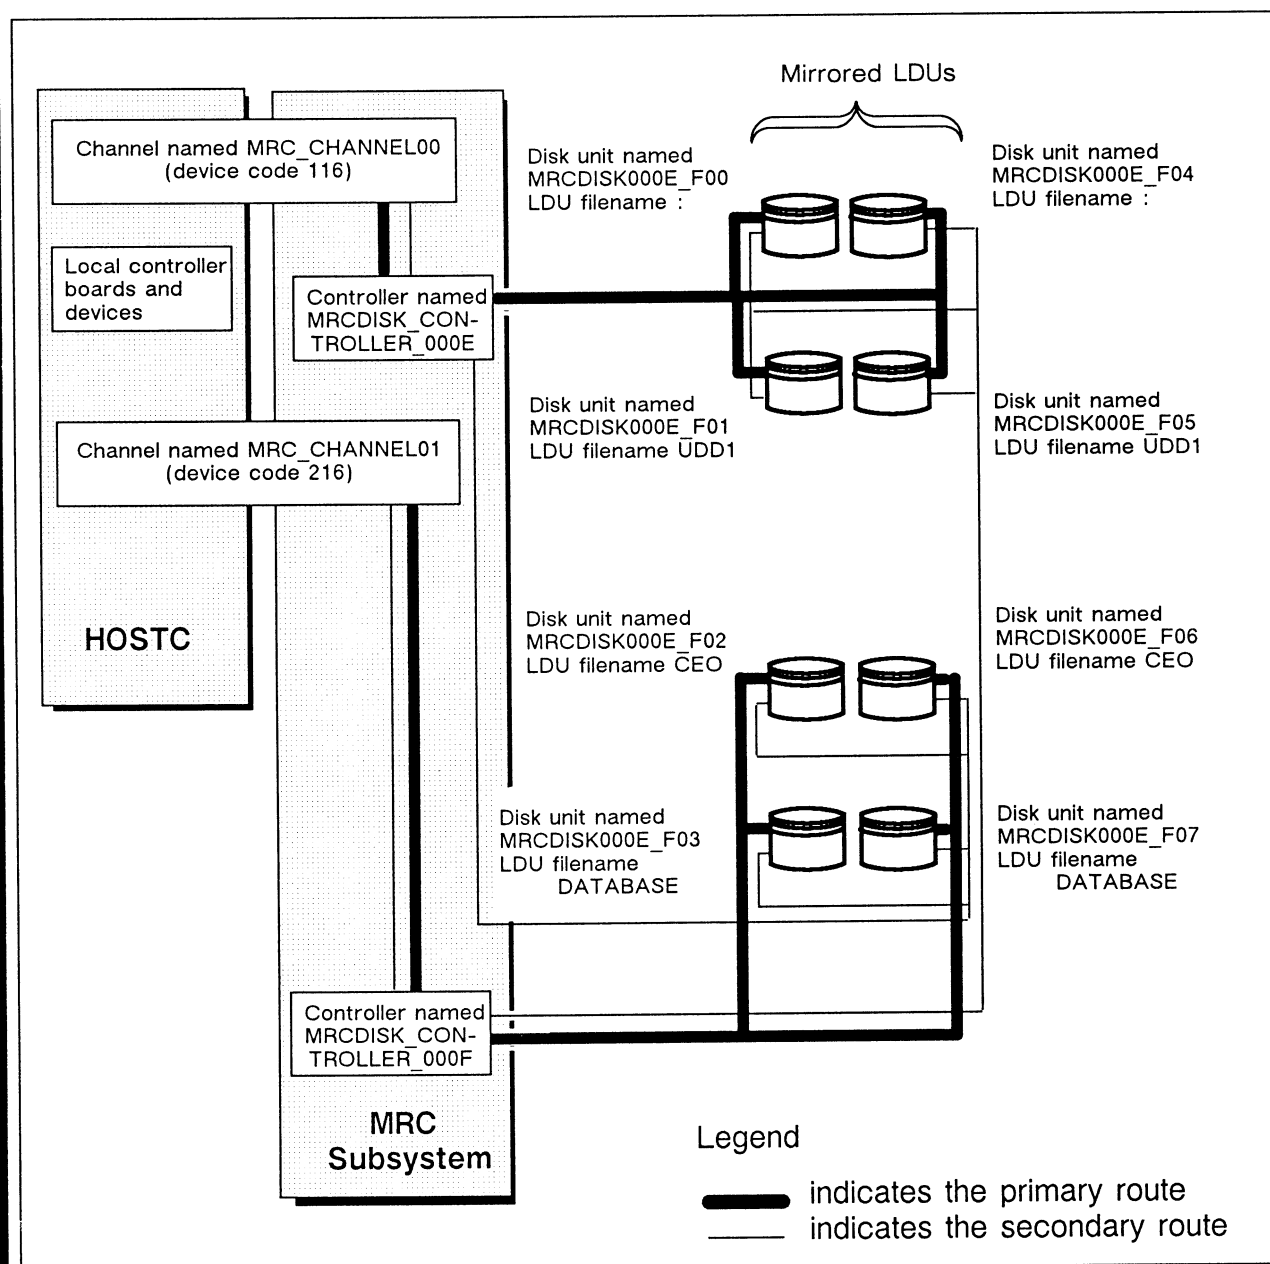 Mirrored LDUs
Channel named MRC_CHANNEL00
(device code 116)
Disk unit named
MRCDISK000E_F00
LDU filename :
Disk unit named
MRCDISK000E_F04
LDU filename :
Local controller
boards and
devices
Controller named
MRCDISK_CON-
TROLLER_000E
Disk unit named
MRCDISK000E_F01
LDU filename UDD1
Disk unit named
MRCDISK000E_F05
LDU filename UDD1
Channel named MRC_CHANNEL01
(device code 216)
HOSTC
Disk unit named
MRCDISK000E_F02
LDU filename CEO
Disk unit named
MRCDISK000E_F06
LDU filename CEO
Disk unit named
MRCDISK000E_F03
LDU filename
DATABASE
Disk unit named
MRCDISK000E_F07
LDU filename
DATABASE
Controller named
MRCDISK_CON-
TROLLER_000F
MRC
Subsystem
Legend
indicates the primary route
indicates the secondary route